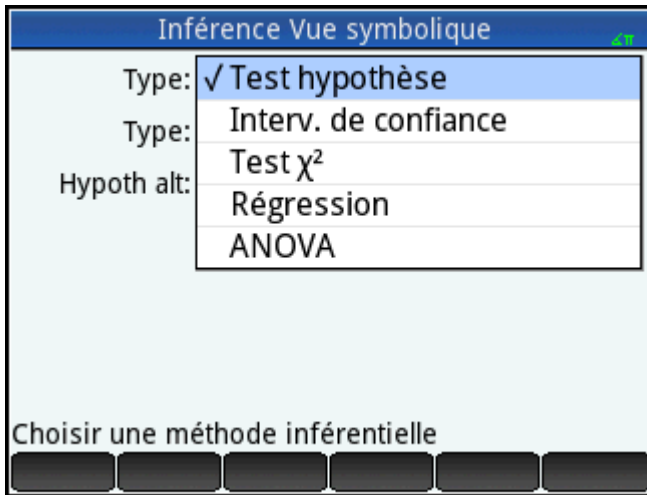 Inférence Vue symbolique
∡π
Type: √ Test hypothèse
Interv. de confiance
Type:
Test χ²
Hypoth alt:
Régression
ANOVA
Choisir une méthode inférentielle